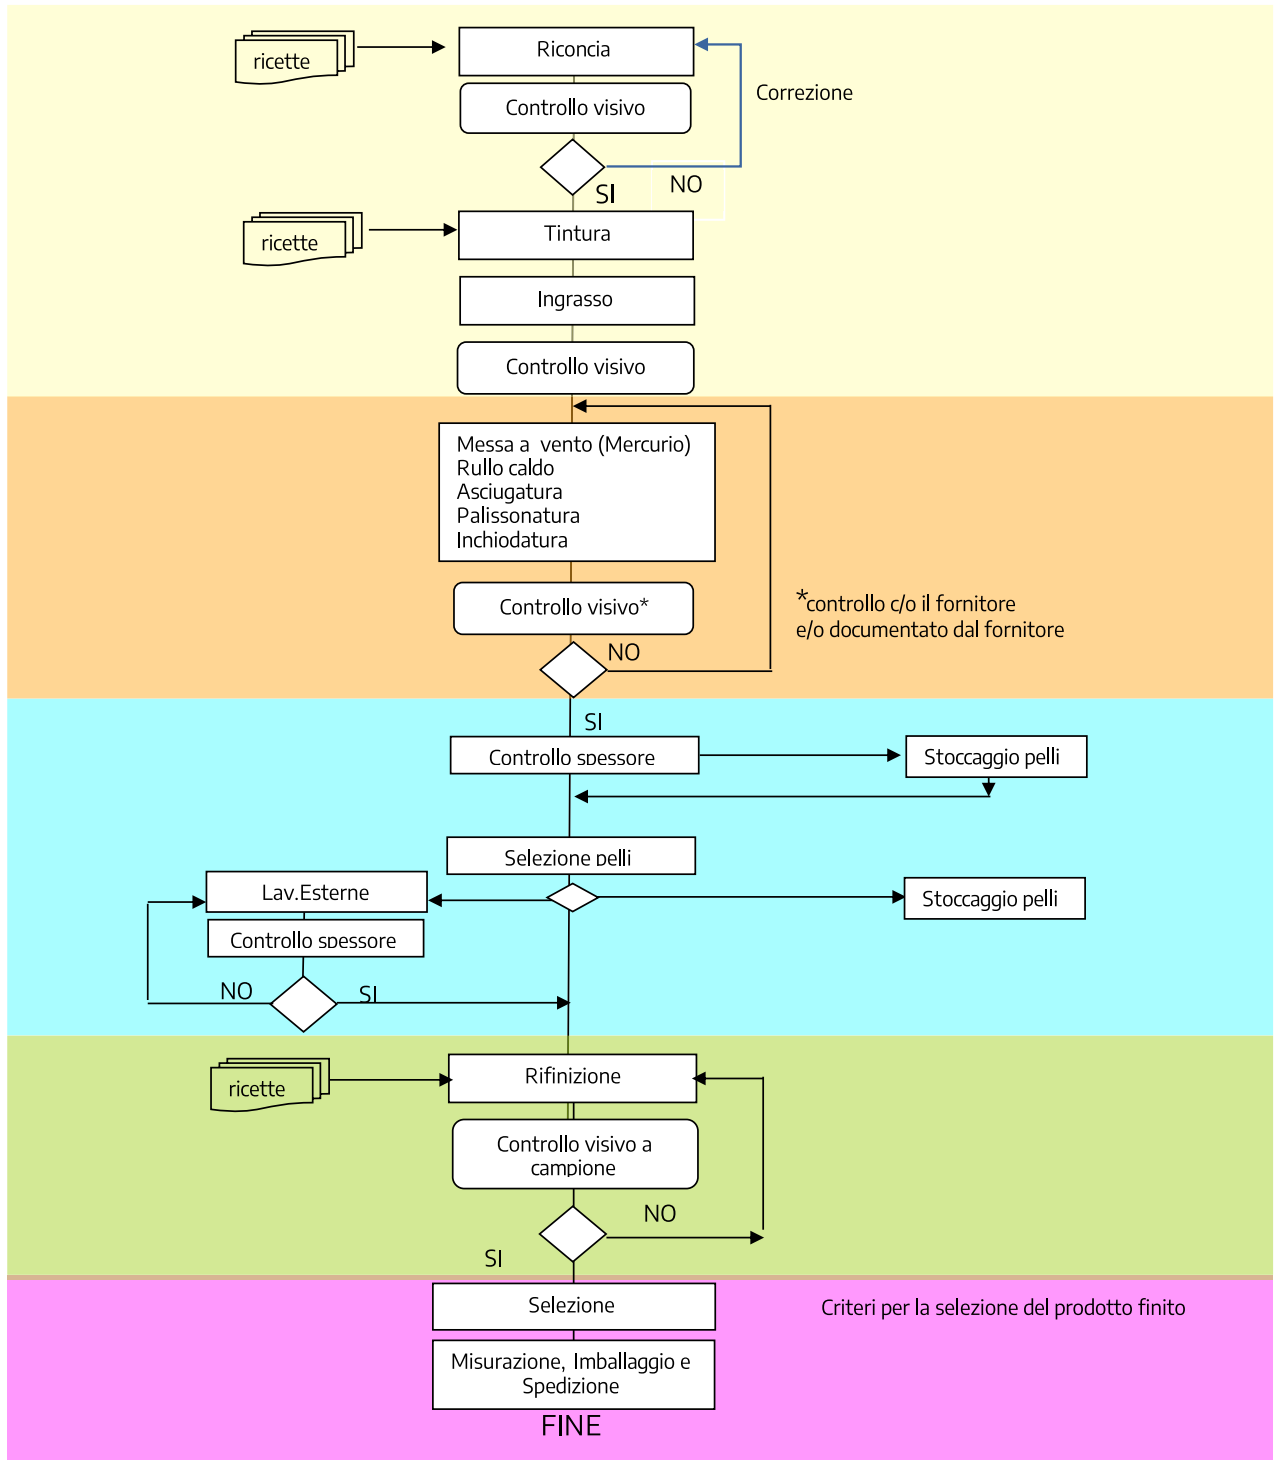 ricette
Riconcia
Correzione
Controllo visivo
NO
SI
ricette
Tintura
Ingrasso
Controllo visivo
Messa a vento (Mercurio)
Rullo caldo
Asciugatura
Palissonatura
Inchiodatura
Controllo visivo*
*controllo c/o il fornitore
e/o documentato dal fornitore
NO
SI
Controllo spessore
Stoccaggio pelli
Selezione pelli
Lav.Esterne
Stoccaggio pelli
Controllo spessore
NO
SI
ricette
Rifinizione
Controllo visivo a
campione
NO
SI
Selezione
Criteri per la selezione del prodotto finito
Misurazione, Imballaggio e
Spedizione
FINE